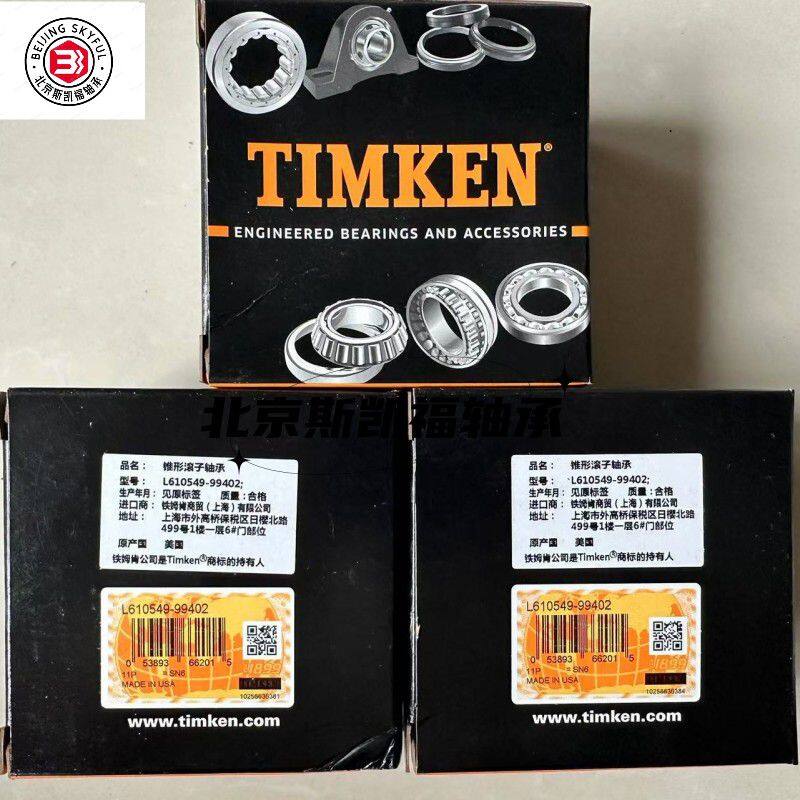 BEIJING SKYFUL
北京斯凯福轴承
TIMKEN®
ENGINEERED BEARINGS AND ACCESSORIES
北京斯凯福轴承
品名： 锥形滚子轴承
型号： L610549-99402;
生产年月： 见原标签 质量：合格
进口商： 铁姆肯商贸（上海）有限公司
地址： 上海市外高桥保税区日樱北路
499号1楼一层6#门部位
原产国 美国
铁姆肯公司是Timken®商标的持有人
L610549-99402
0 53893 66201 5
11P =SN6
MADE IN USA
10258630381
www.timken.com
品名： 锥形滚子轴承
型号： L610549-99402;
生产年月： 见原标签 质量：合格
进口商： 铁姆肯商贸（上海）有限公司
地址： 上海市外高桥保税区日樱北路
499号1楼一层6#门部位
原产国 美国
铁姆肯公司是Timken®商标的持有人
L610549-99402
0 53893 66201 5
11P =SN6
MADE IN USA
10258630384
www.timken.com